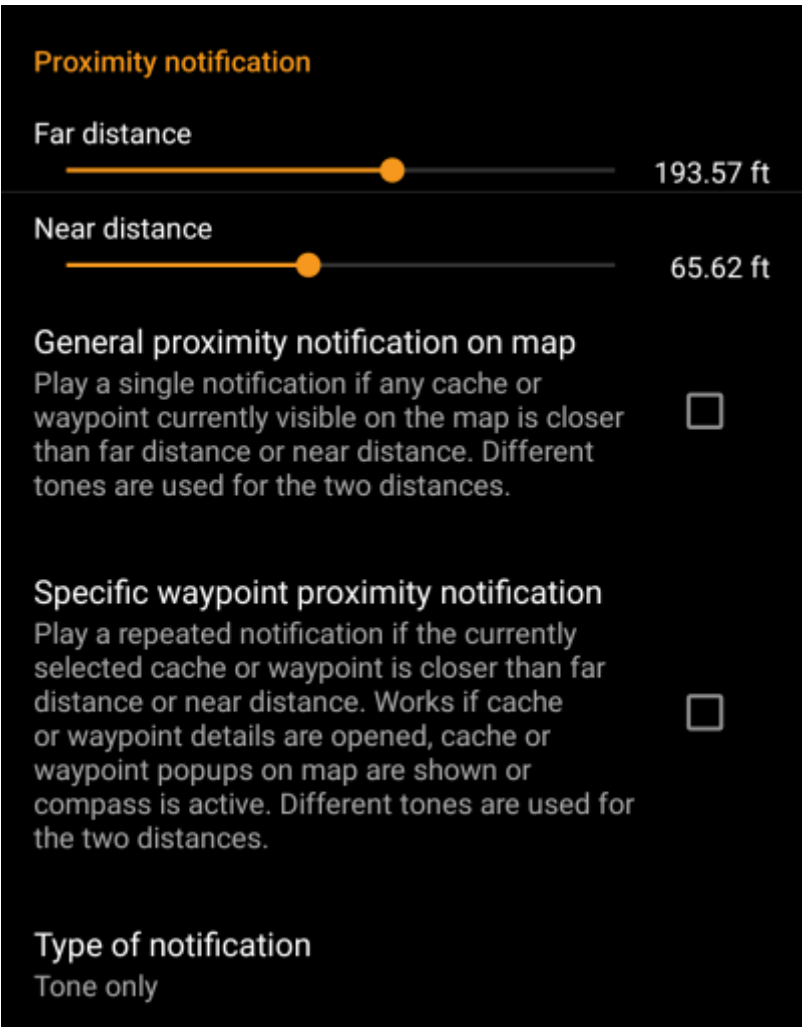 Proximity notification
Far distance
193.57 ft
Near distance
65.62 ft
General proximity notification on map
Play a single notification if any cache or
waypoint currently visible on the map is closer
than far distance or near distance. Different
tones are used for the two distances.
Specific waypoint proximity notification
Play a repeated notification if the currently
selected cache or waypoint is closer than far
distance or near distance. Works if cache
or waypoint details are opened, cache or
waypoint popups on map are shown or
compass is active. Different tones are used for
the two distances.
Type of notification
Tone only